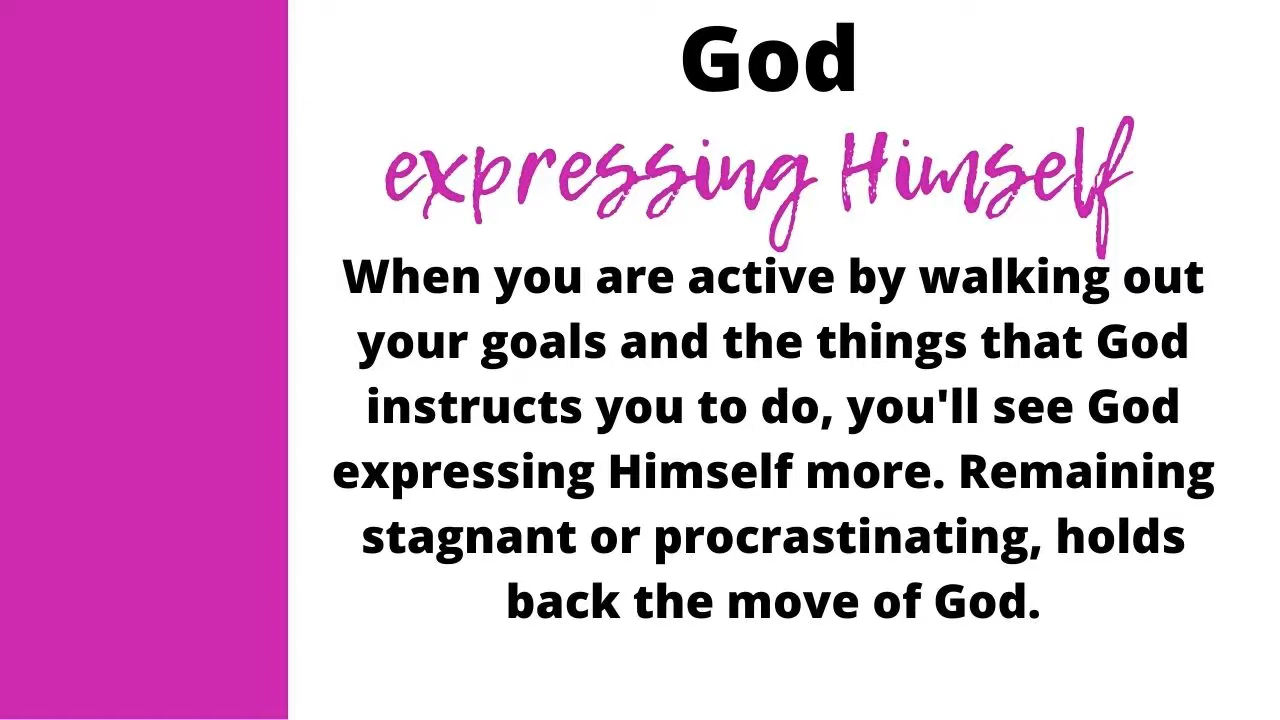 God
expressing Himself
When you are active by walking out
your goals and the things that God
instructs you to do, you'll see God
expressing Himself more. Remaining
stagnant or procrastinating, holds
back the move of God.